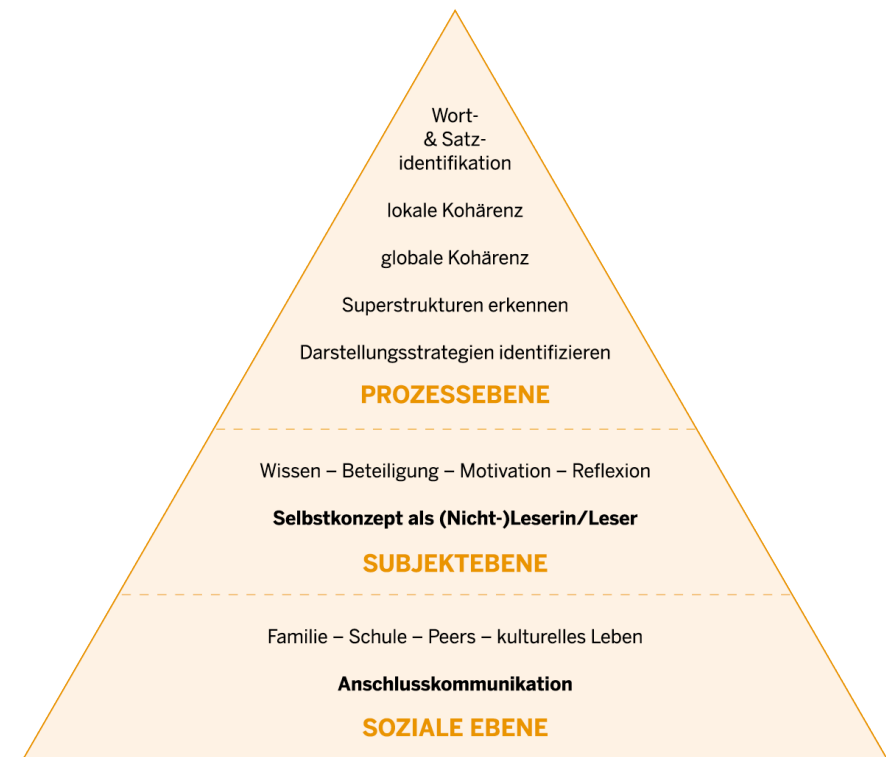 Wort-
& Satz-
identifikation
lokale Kohärenz
globale Kohärenz
Superstrukturen erkennen
Darstellungsstrategien identifizieren
PROZESSEBENE
Wissen – Beteiligung – Motivation – Reflexion
Selbstkonzept als (Nicht-)Leserin/Leser
SUBJEKTEBENE
Familie – Schule – Peers – kulturelles Leben
Anschlusskommunikation
SOZIALE EBENE